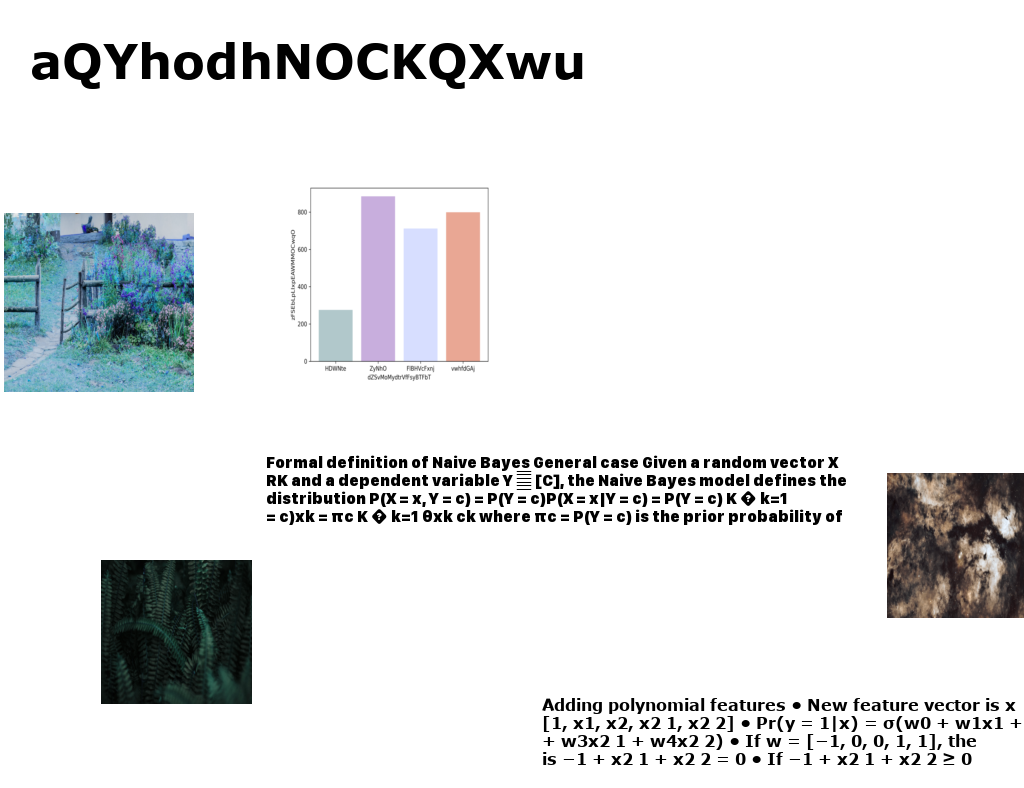 aQYhodhNOCKQXwu
800
600
400
200
0
HDWNte ZyNhO FIBHVcFxnj vwhfdGAj
dZSvMoMydtrVfFsyBTFbT
Formal definition of Naive Bayes General case Given a random vector X
RK and a dependent variable Y [C], the Naive Bayes model defines the
distribution P(X = x, Y = c) = P(Y = c)P(X = x|Y = c) = P(Y = c) K � k=1
= c)xk = πc K � k=1 θxk ck where πc = P(Y = c) is the prior probability of
Adding polynomial features • New feature vector is x
[1, x1, x2, x2 1, x2 2] • Pr(y = 1|x) = σ(w0 + w1x1 +
+ w3x2 1 + w4x2 2) • If w = [−1, 0, 0, 1, 1], the
is −1 + x2 1 + x2 2 = 0 • If −1 + x2 1 + x2 2 ≥ 0